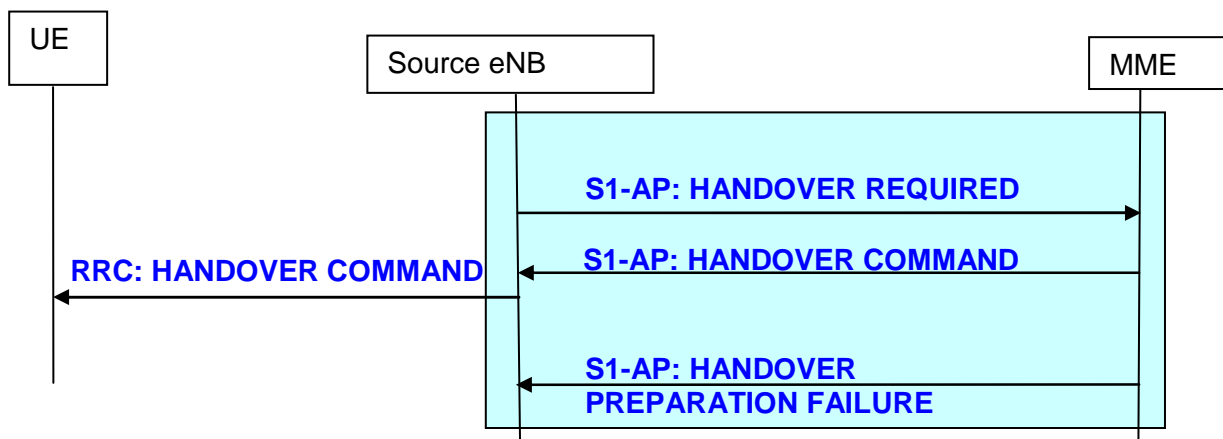 UE
Source eNB
MME
S1-AP: HANDOVER REQUIRED
S1-AP: HANDOVER COMMAND
RRC: HANDOVER COMMAND
S1-AP: HANDOVER
PREPARATION FAILURE